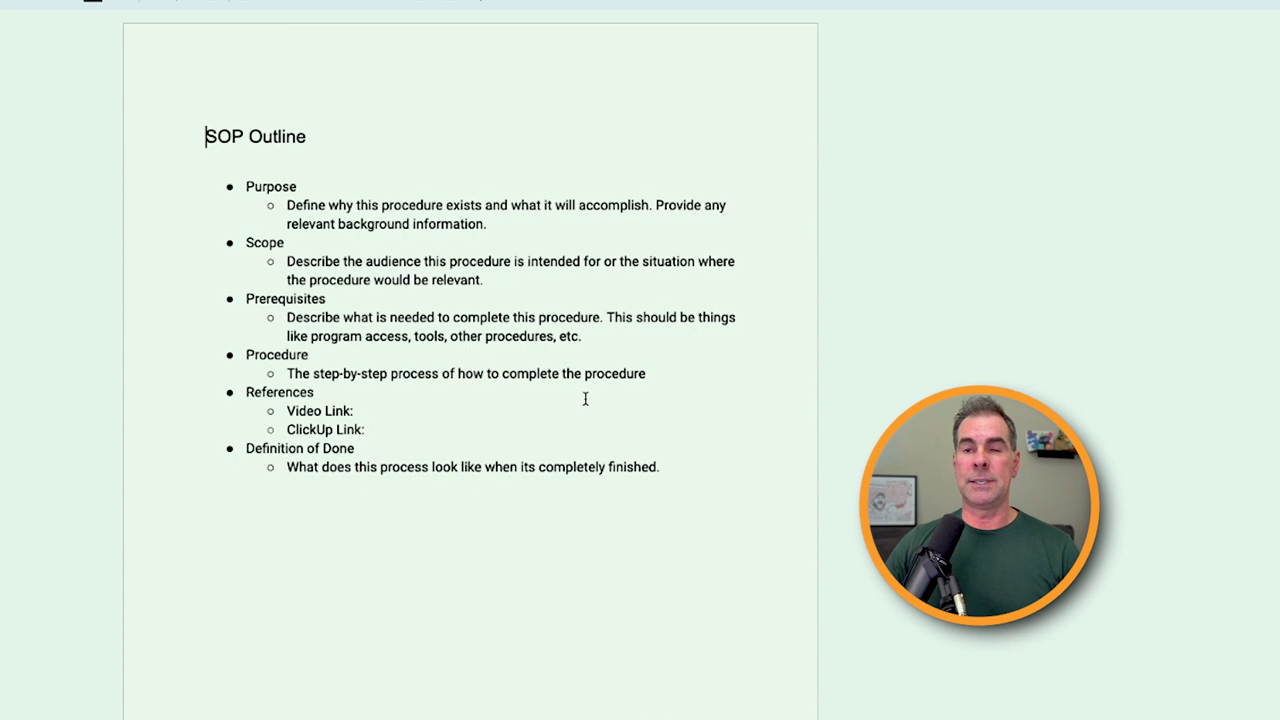 SOP Outline
● Purpose
○ Define why this procedure exists and what it will accomplish. Provide any
relevant background information.
● Scope
○ Describe the audience this procedure is intended for or the situation where
the procedure would be relevant.
● Prerequisites
○ Describe what is needed to complete this procedure. This should be things
like program access, tools, other procedures, etc.
● Procedure
○ The step-by-step process of how to complete the procedure
● References
○ Video Link:
○ ClickUp Link:
● Definition of Done
○ What does this process look like when its completely finished.